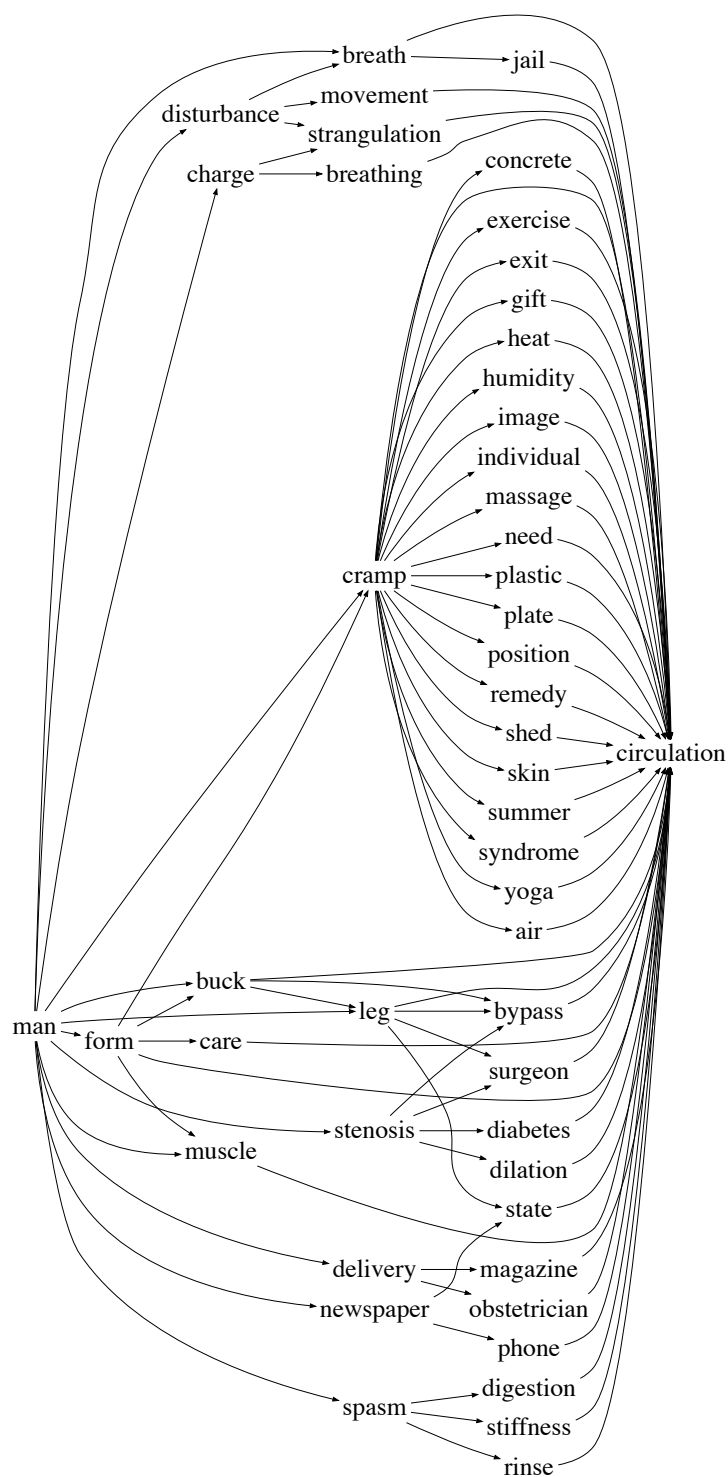 breath
jail
movement
disturbance
strangulation
concrete
charge
breathing
exercise
exit
gift
heat
humidity
image
individual
massage
need
cramp
plastic
plate
position
remedy
shed
circulation
skin
summer
syndrome
yoga
air
buck
leg
bypass
man
form
care
surgeon
stenosis
diabetes
muscle
dilation
state
delivery
magazine
newspaper
obstetrician
phone
digestion
spasm
stiffness
rinse